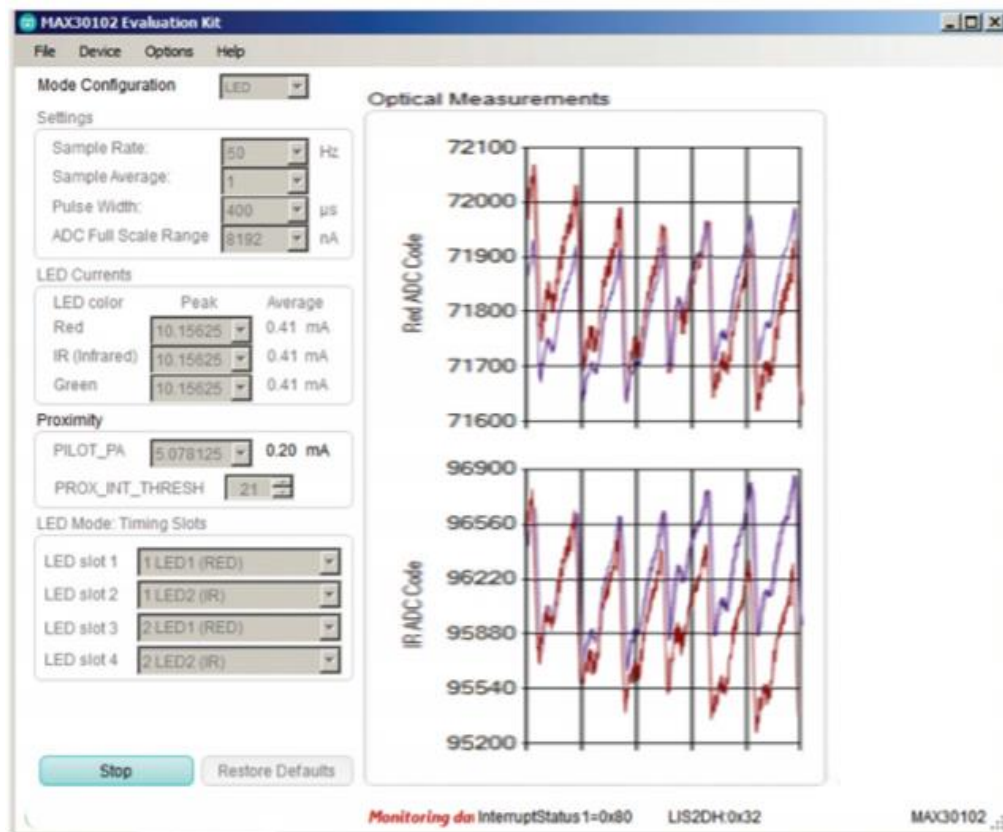 MAX30102 Evaluation Kit
File Device Options Help
Mode Configuration LED
Settings
Sample Rate: 50 Hz
Sample Average: 1
Pulse Width: 400 µs
ADC Full Scale Range 8192 nA
LED Currents
LED color Peak Average
Red 10.15625 0.41 mA
IR (Infrared) 10.15625 0.41 mA
Green 10.15625 0.41 mA
Proximity
PILOT_PA 5.078125 0.20 mA
PROX_INT_THRESH 21
LED Mode: Timing Slots
LED slot 1 1 LED1 (RED)
LED slot 2 1 LED2 (IR)
LED slot 3 2 LED1 (RED)
LED slot 4 2 LED2 (IR)
Stop Restore Defaults
Optical Measurements
Red ADC Code
72100
72000
71900
71800
71700
71600
IR ADC Code
96900
96560
96220
95880
95540
95200
Monitoring da InterruptStatus1=0x80 LIS2DH:0x32 MAX30102